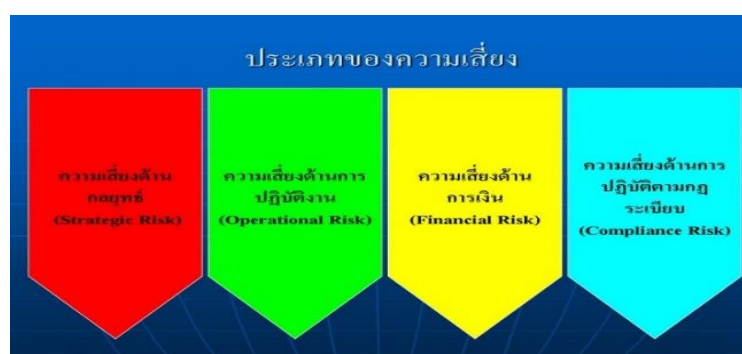 ประเภทของความเสี่ยง
ความเสี่ยงด้าน
กลยุทธ์
(Strategic Risk)
ความเสี่ยงด้านการ
ปฏิบัติงาน
(Operational Risk)
ความเสี่ยงด้าน
การเงิน
(Financial Risk)
ความเสี่ยงด้านการ
ปฏิบัติตามกฎ
ระเบียบ
(Compliance Risk)